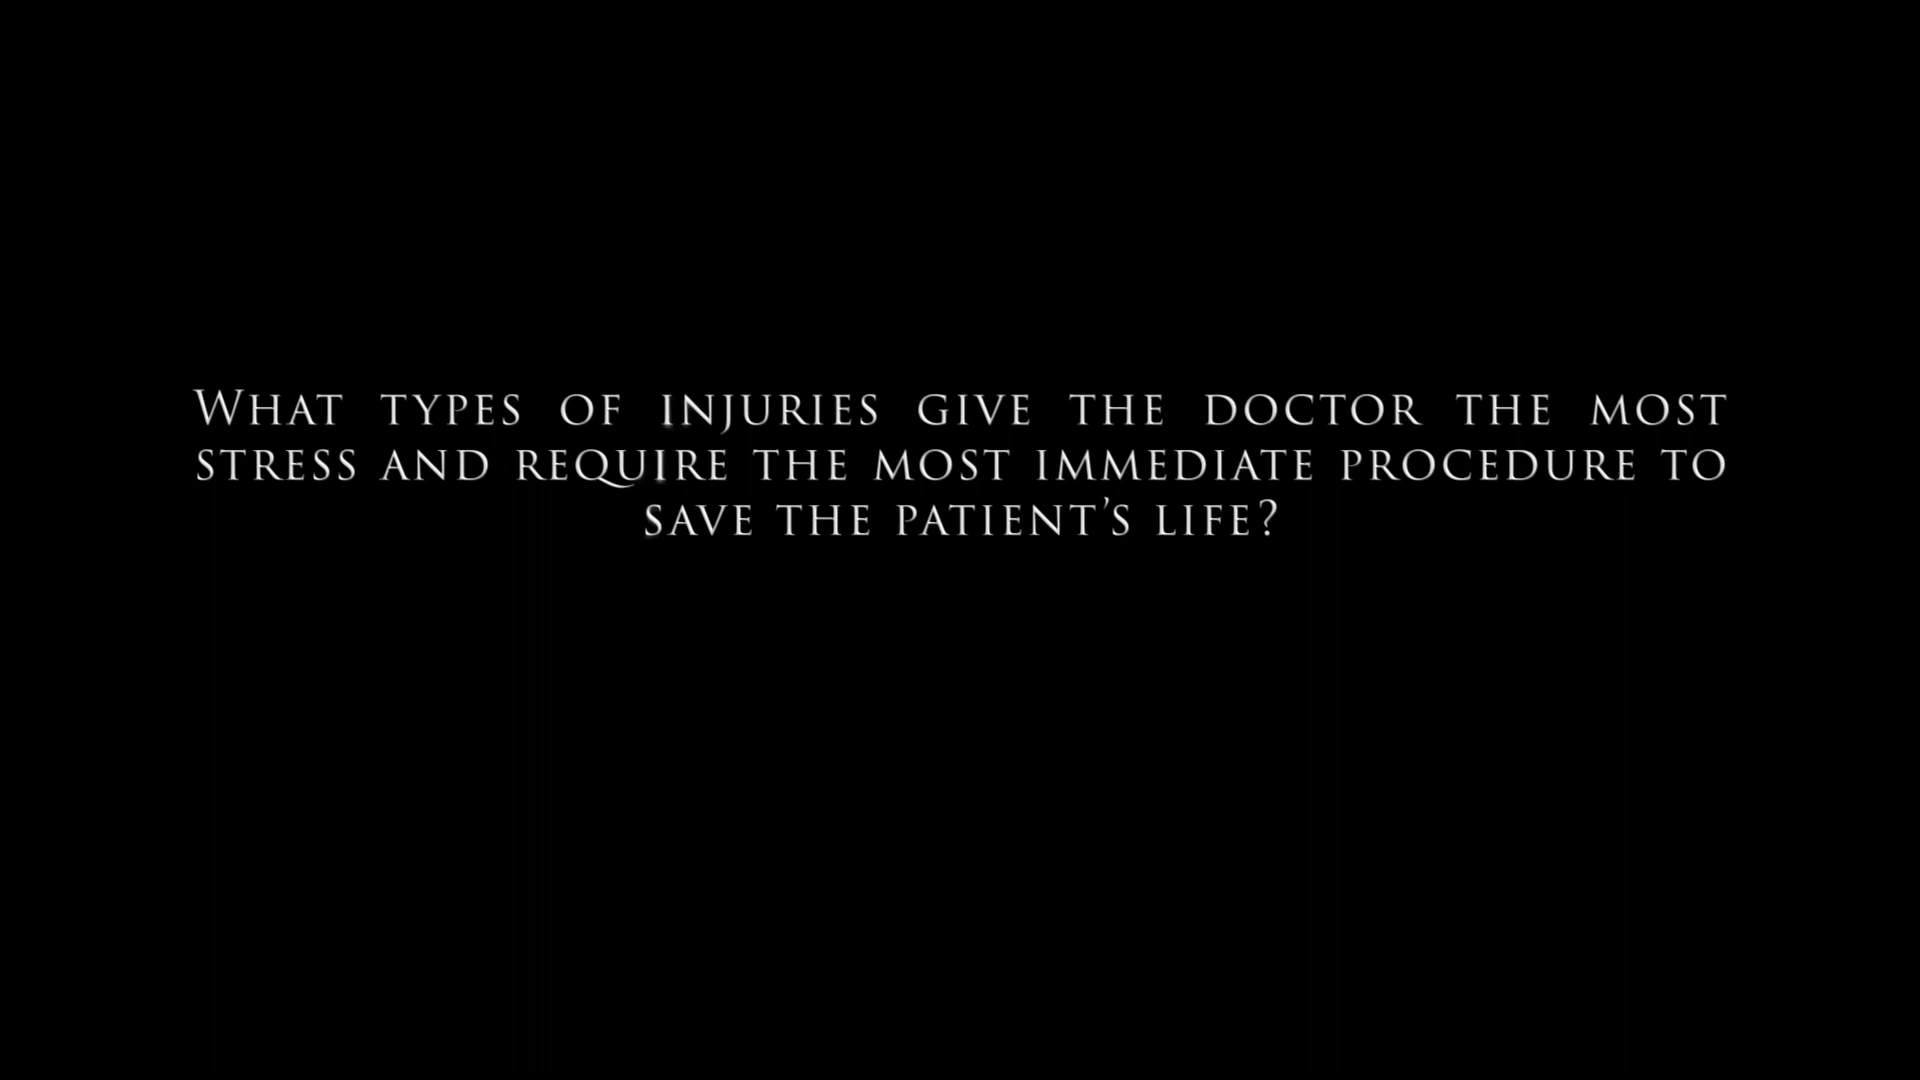 What types of injuries give the doctor the most
stress and require the most immediate procedure to
save the patient’s life?